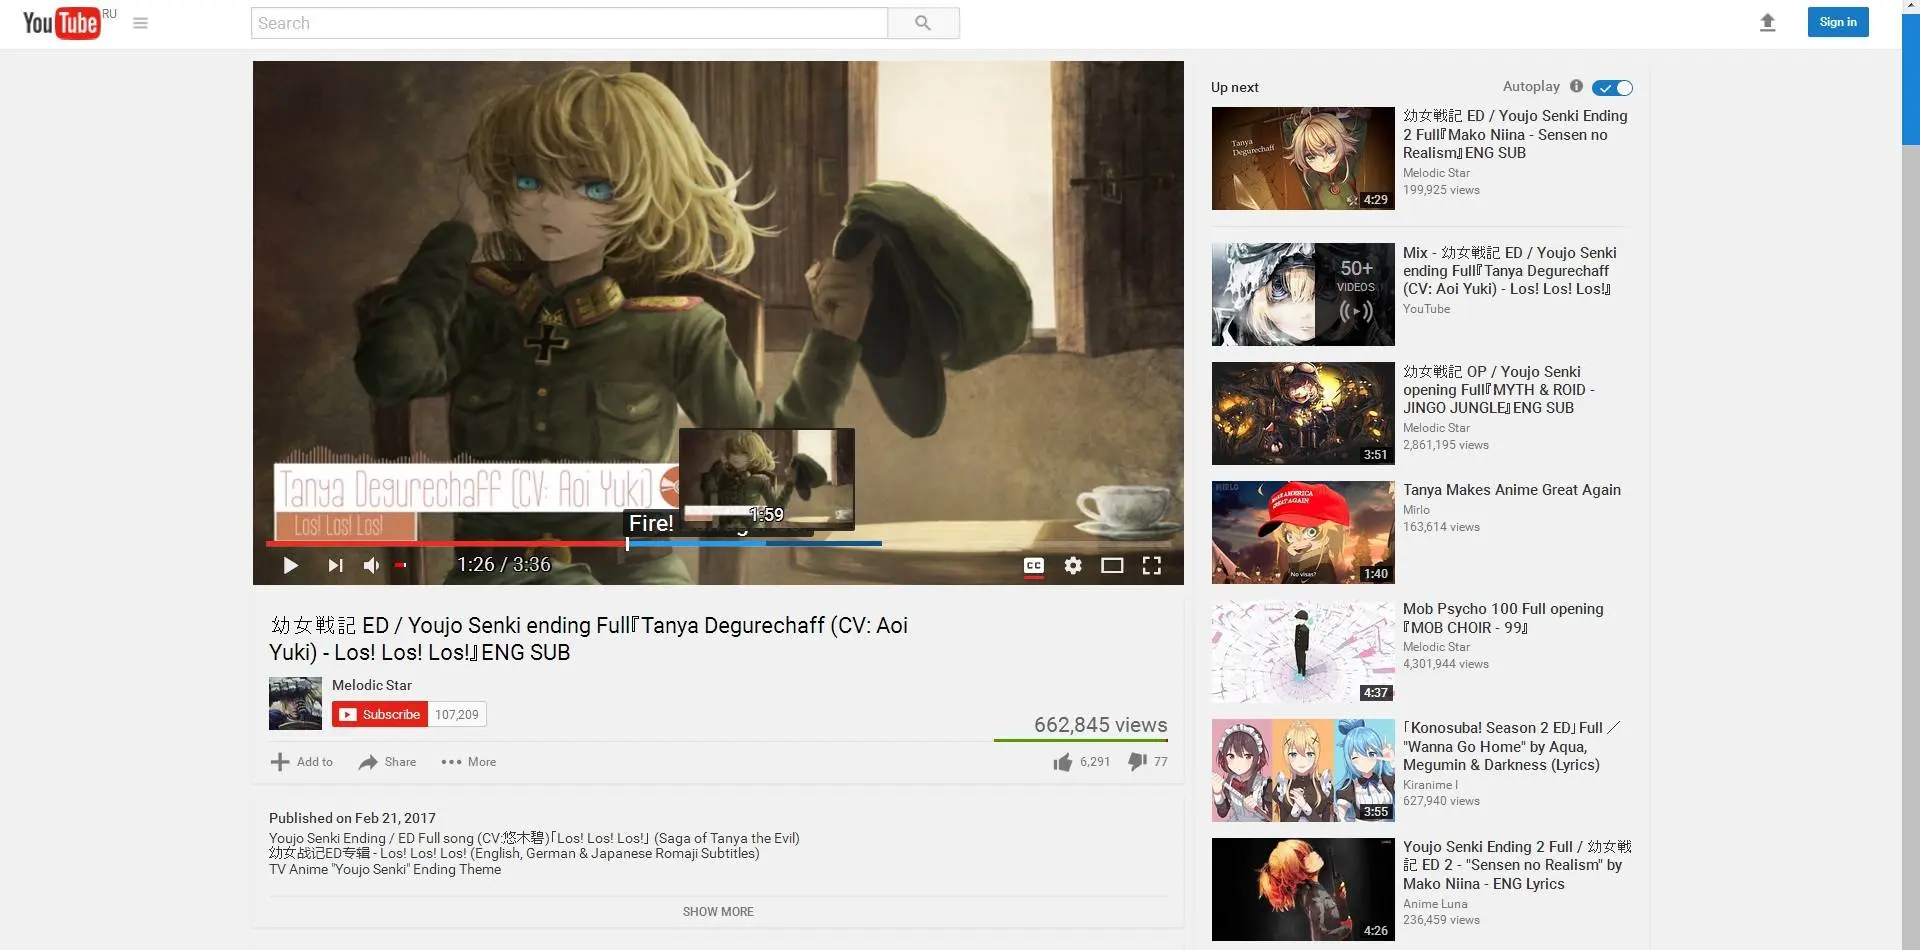 YouTube RU
Search
Sign in
Tanya Degurechaff (CV: Aoi Yuki)
Los! Los! Los!
Fire!
1:59
1:26 / 3:36
CC
幼女戦記 ED / Youjo Senki ending Full『Tanya Degurechaff (CV: Aoi
Yuki) - Los! Los! Los!』ENG SUB
Melodic Star
Subscribe 107,209
662,845 views
Add to Share More
6,291 77
Published on Feb 21, 2017
Youjo Senki Ending / ED Full song (CV:悠木碧)「Los! Los! Los!」 (Saga of Tanya the Evil)
幼女战记ED专辑 - Los! Los! Los! (English, German & Japanese Romaji Subtitles)
TV Anime "Youjo Senki" Ending Theme
SHOW MORE
Up next
Autoplay
Tanya
Degurechaff
4:29
幼女戦記 ED / Youjo Senki Ending
2 Full『Mako Niina - Sensen no
Realism』ENG SUB
Melodic Star
199,925 views
50+
VIDEOS
Mix - 幼女戦記 ED / Youjo Senki
ending Full『Tanya Degurechaff
(CV: Aoi Yuki) - Los! Los! Los!』
YouTube
3:51
幼女戦記 OP / Youjo Senki
opening Full『MYTH & ROID -
JINGO JUNGLE』ENG SUB
Melodic Star
2,861,195 views
MIRLO
MAKE AMERICA
GREAT AGAIN
No visas?
1:40
Tanya Makes Anime Great Again
Mirlo
163,614 views
4:37
Mob Psycho 100 Full opening
『MOB CHOIR - 99』
Melodic Star
4,301,944 views
3:55
「Konosuba! Season 2 ED」Full ／
"Wanna Go Home" by Aqua,
Megumin & Darkness (Lyrics)
Kiranime I
627,940 views
4:26
Youjo Senki Ending 2 Full / 幼女戦
記 ED 2 - "Sensen no Realism" by
Mako Niina - ENG Lyrics
Anime Luna
236,459 views